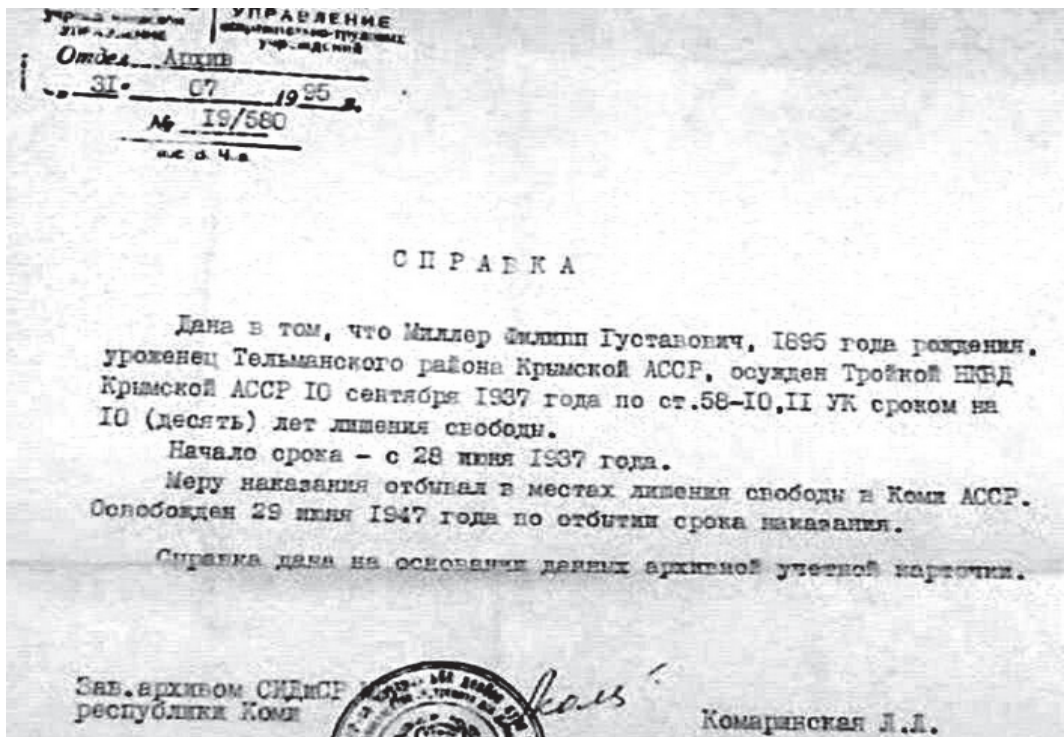 УПРАВЛЕНИЕ
УПРАВЛЕНИЕ исправительно-трудовых
учреждений
Отдел Архив
31. 07 1995 г.
№ 19/580
СПРАВКА
Дана в том, что Миллер Филипп Густавович, 1895 года рождения,
уроженец Тельманского района Крымской АССР, осужден Тройкой НКВД
Крымской АССР 10 сентября 1937 года по ст.58-10,11 УК сроком на
10 (десять) лет лишения свободы.
Начало срока - с 28 июня 1937 года.
Меру наказания отбывал в местах лишения свободы в Коми АССР.
Освобожден 29 июня 1947 года по отбытии срока наказания.
Справка дана на основании данных архивной учетной карточки.
Зав.архивом СИДиСР
республики Коми
Комаринская Л.Л.